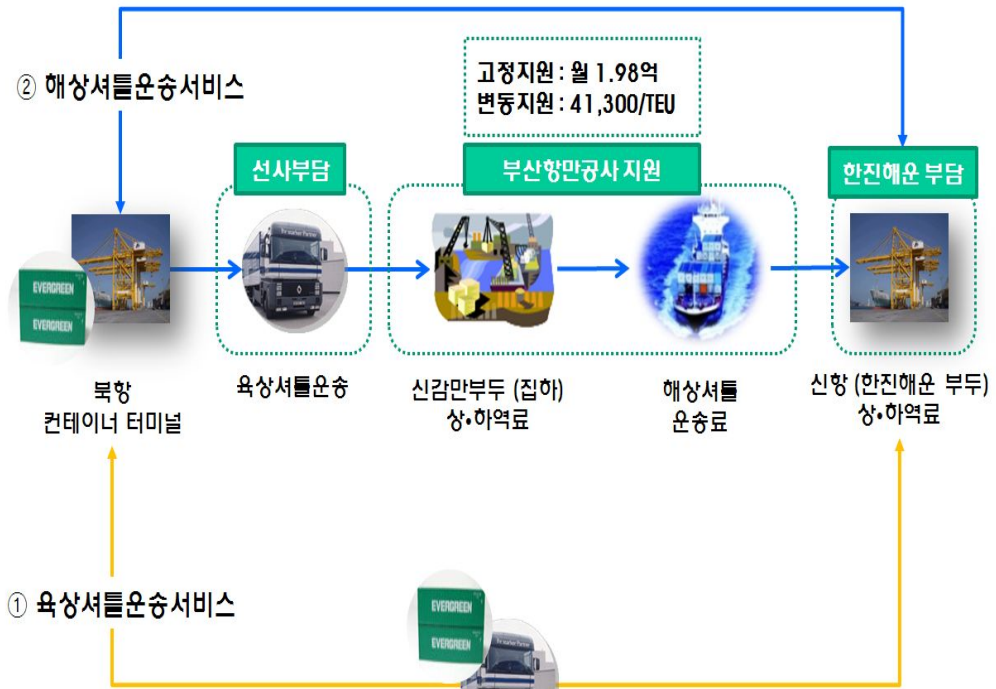 ② 해상셔틀운송서비스
고정지원 : 월 1.98억
변동지원 : 41,300/TEU
선사부담
부산항만공사 지원
한진해운 부담
EVERGREEN
EVERGREEN
북항
컨테이너 터미널
육상셔틀운송
신감만부두 (집하)
상•하역료
해상셔틀
운송료
신항 (한진해운 부두)
상•하역료
① 육상셔틀운송서비스
EVERGREEN
EVERGREEN